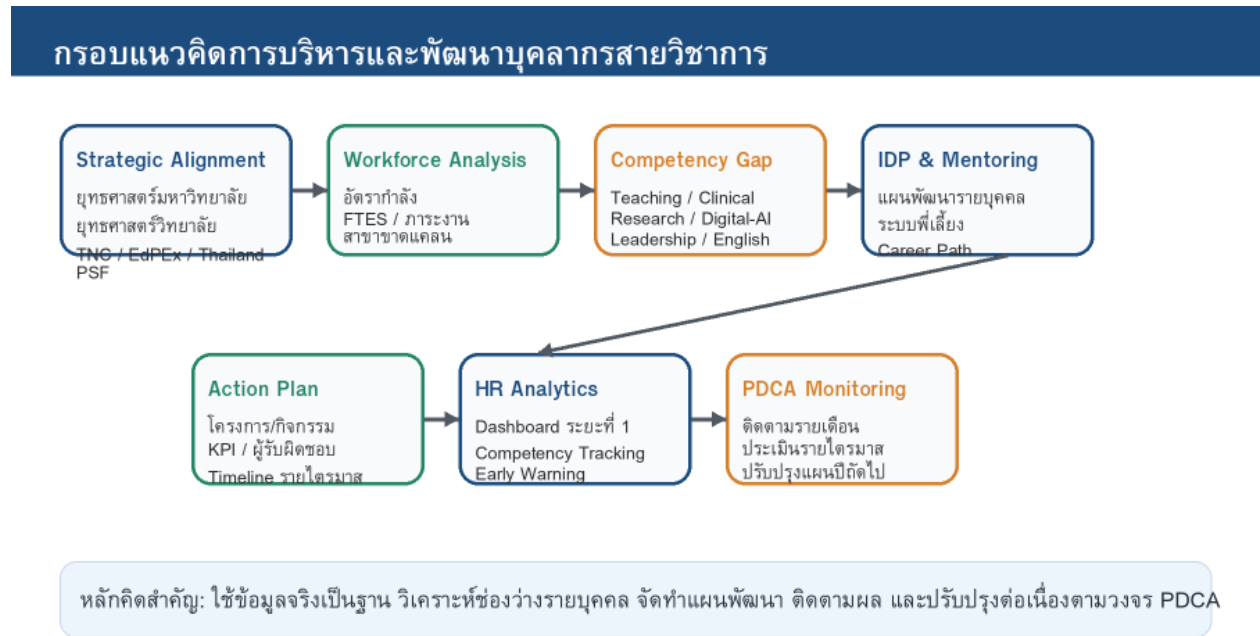 กรอบแนวคิดการบริหารและพัฒนาบุคลากรสายวิชาการ
Strategic Alignment
ยุทธศาสตร์มหาวิทยาลัย
ยุทธศาสตร์วิทยาลัย
TNG / EdPEx / Thailand
PSF
Workforce Analysis
อัตรากำลัง
FTES / ภาระงาน
สาขาขาดแคลน
Competency Gap
Teaching / Clinical
Research / Digital-AI
Leadership / English
IDP & Mentoring
แผนพัฒนารายบุคคล
ระบบพี่เลี้ยง
Career Path
Action Plan
โครงการ/กิจกรรม
KPI / ผู้รับผิดชอบ
Timeline รายไตรมาส
HR Analytics
Dashboard ระยะที่ 1
Competency Tracking
Early Warning
PDCA Monitoring
ติดตามรายเดือน
ประเมินรายไตรมาส
ปรับปรุงแผนปีถัดไป
หลักคิดสำคัญ: ใช้ข้อมูลจริงเป็นฐาน วิเคราะห์ช่องว่างรายบุคคล จัดทำแผนพัฒนา ติดตามผล และปรับปรุงต่อเนื่องตามวงจร PDCA